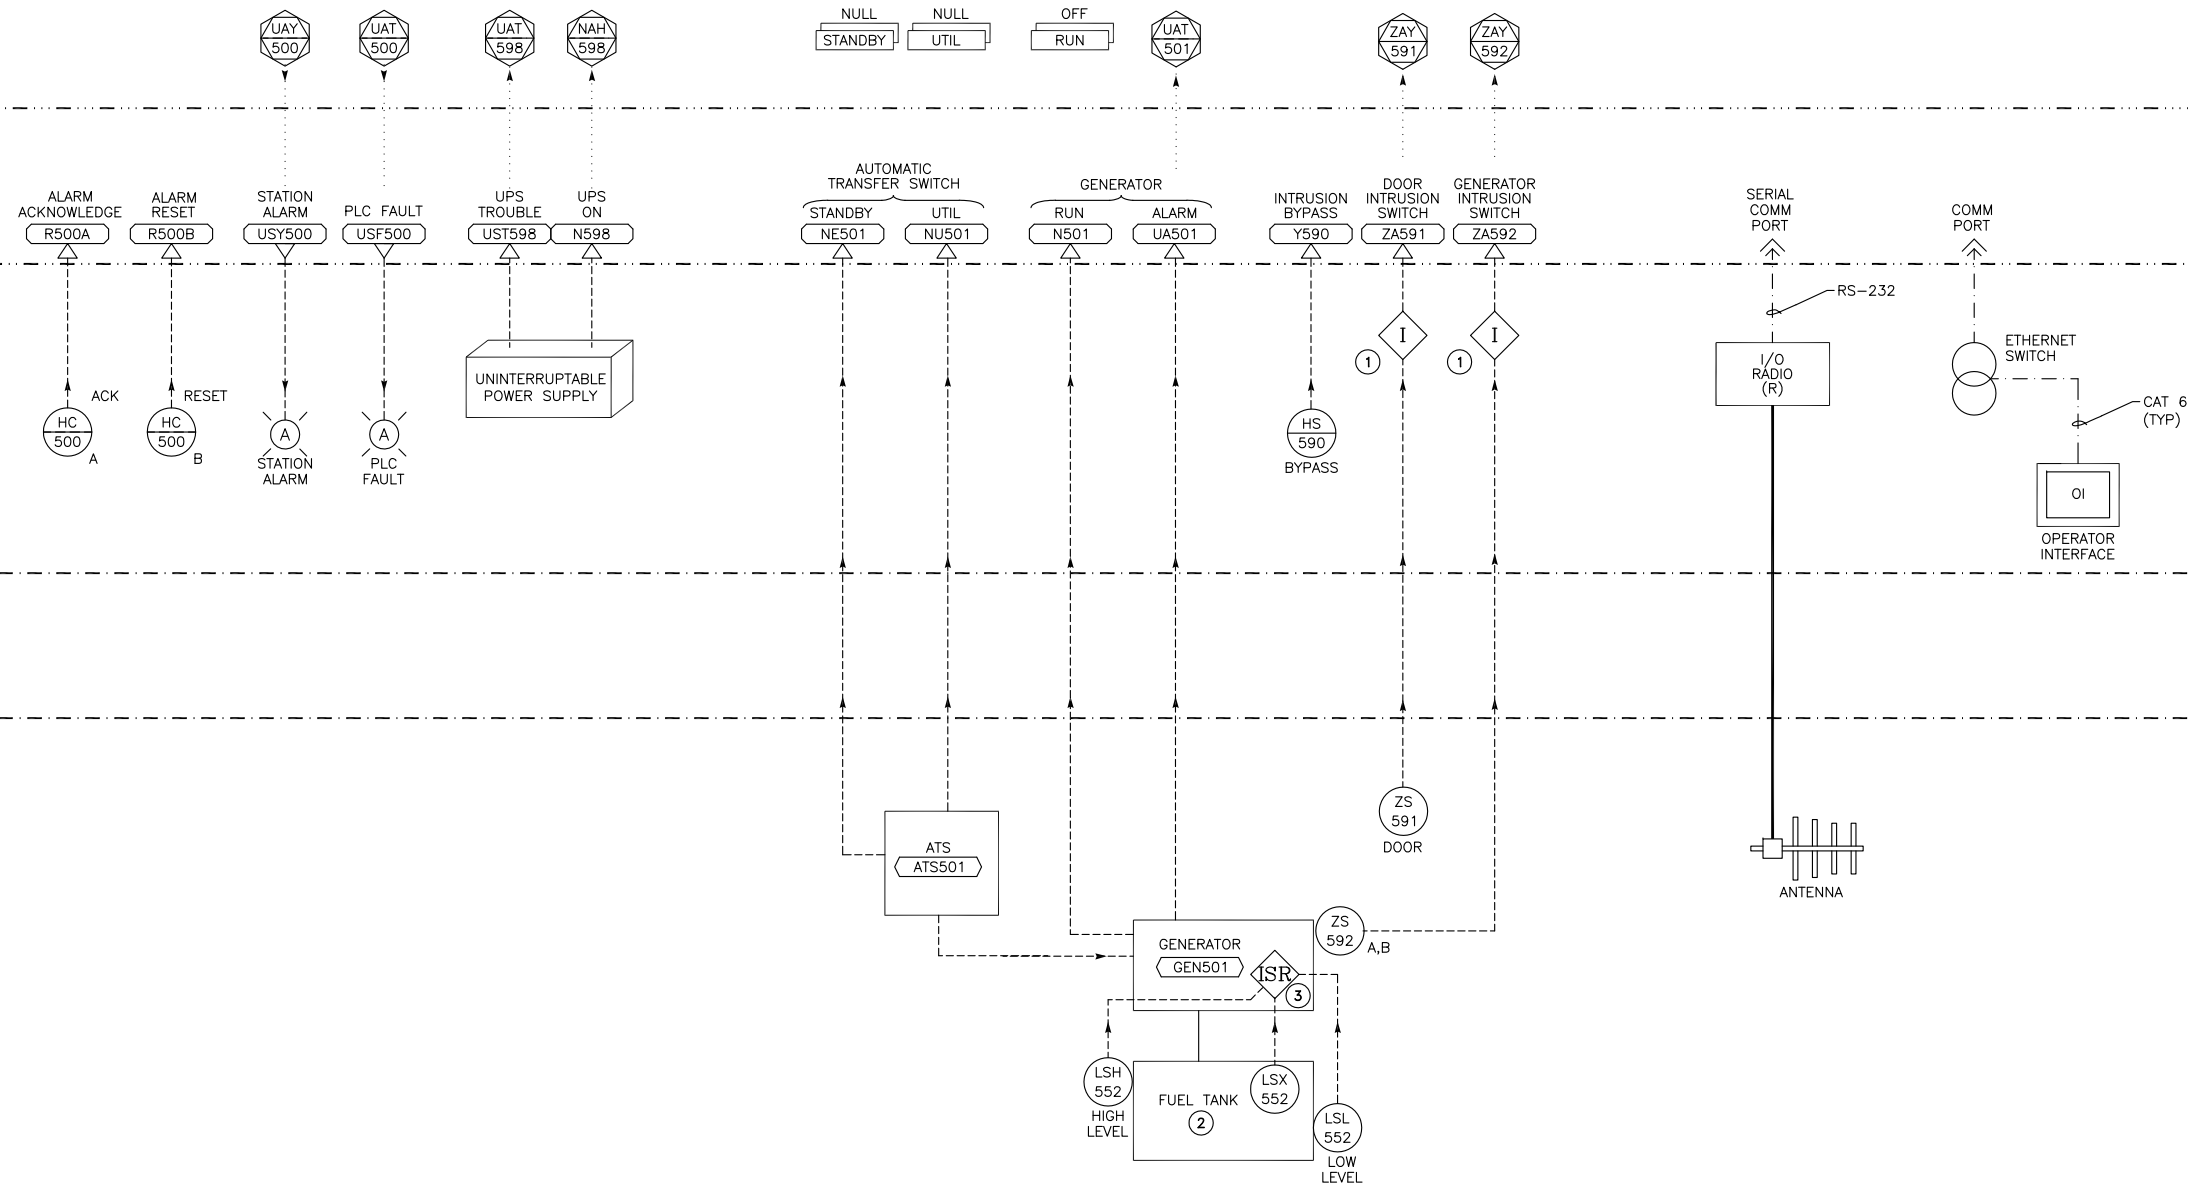 UAY
500
UAT
500
UAT
598
NAH
598
NULL
STANDBY
NULL
UTIL
OFF
RUN
UAT
501
ZAY
591
ZAY
592
ALARM
ACKNOWLEDGE
R500A
ALARM
RESET
R500B
STATION
ALARM
USY500
PLC FAULT
USF500
UPS
TROUBLE
UST598
UPS
ON
N598
AUTOMATIC
TRANSFER SWITCH
STANDBY
NE501
UTIL
NU501
GENERATOR
RUN
N501
ALARM
UA501
INTRUSION
BYPASS
Y590
DOOR
INTRUSION
SWITCH
ZA591
GENERATOR
INTRUSION
SWITCH
ZA592
SERIAL
COMM
PORT
COMM
PORT
RS-232
ACK
HC
500
A
RESET
HC
500
B
A
STATION
ALARM
A
PLC
FAULT
UNINTERRUPTABLE
POWER SUPPLY
HS
590
BYPASS
I
1
I
1
I/O
RADIO
(R)
ETHERNET
SWITCH
CAT 6
(TYP)
OI
OPERATOR
INTERFACE
ATS
ATS501
ZS
591
DOOR
ANTENNA
GENERATOR
GEN501
ISR
3
ZS
592
A,B
LSH
552
HIGH
LEVEL
FUEL TANK
2
LSX
552
LSL
552
LOW
LEVEL